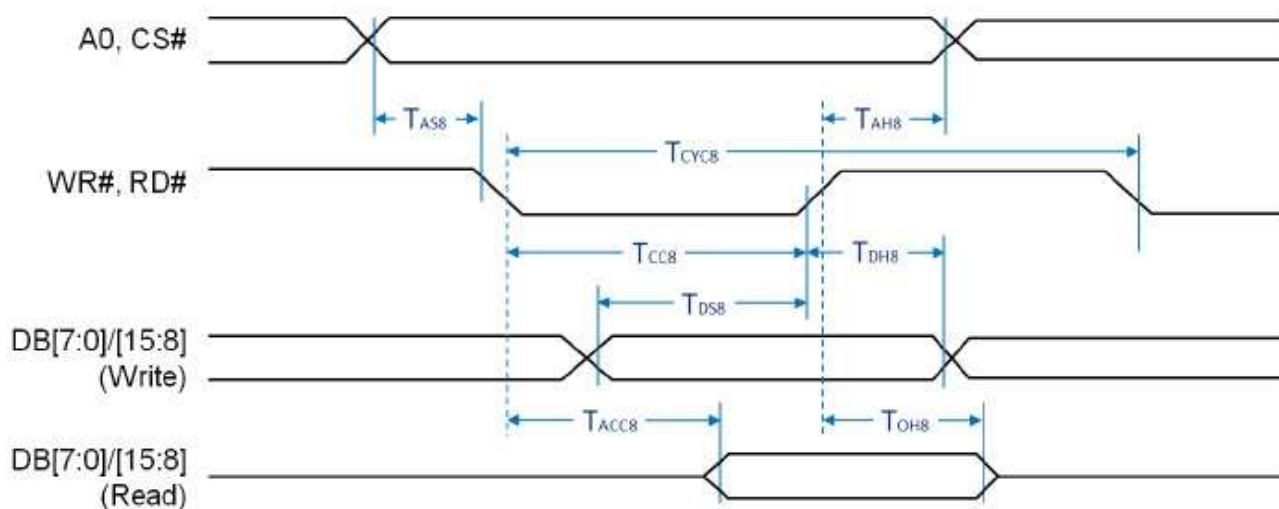 A0, CS#
TAS8
TAH8
TCYC8
WR#, RD#
TCC8
TDH8
TDS8
DB[7:0]/[15:8]
(Write)
TACC8
TOH8
DB[7:0]/[15:8]
(Read)